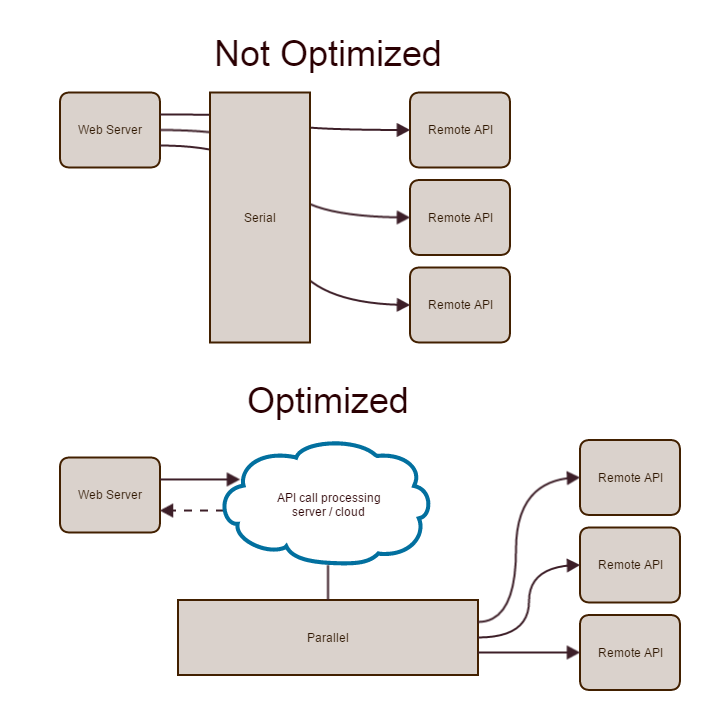 Not Optimized
Web Server
Remote API
Serial
Remote API
Remote API
Optimized
Web Server
API call processing
server / cloud
Remote API
Remote API
Parallel
Remote API